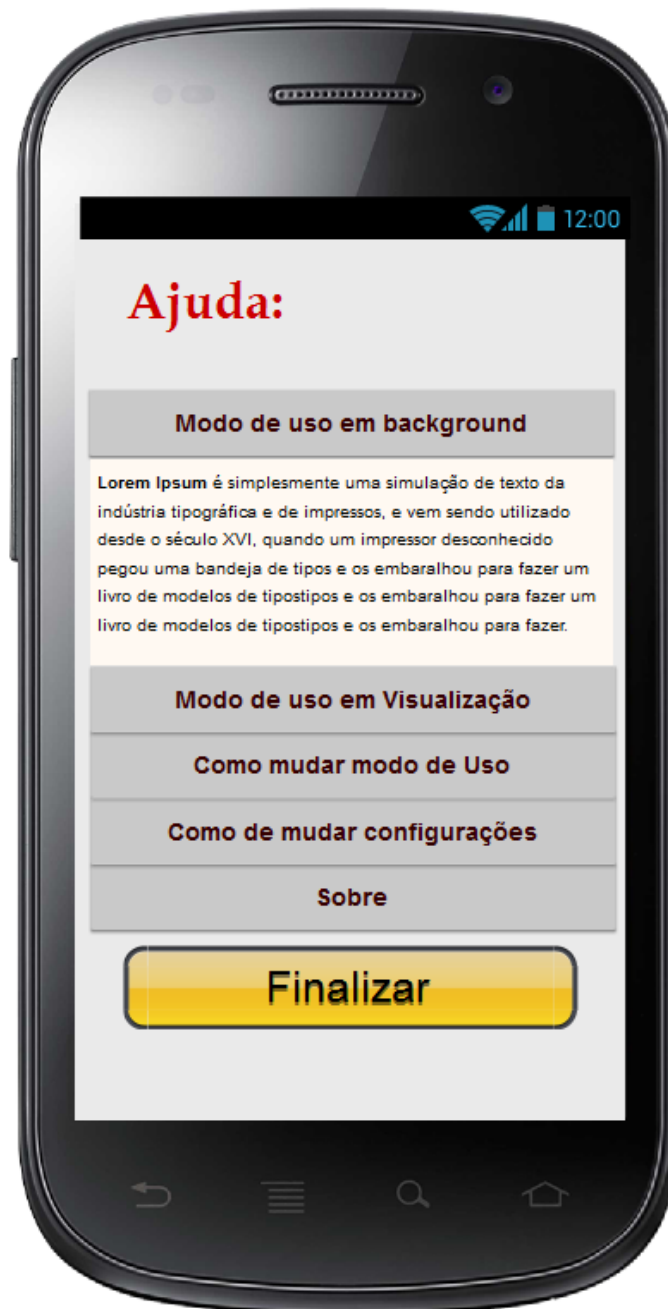 12:00
Ajuda:
Modo de uso em background
Lorem Ipsum é simplesmente uma simulação de texto da
indústria tipográfica e de impressos, e vem sendo utilizado
desde o século XVI, quando um impressor desconhecido
pegou uma bandeja de tipos e os embaralhou para fazer um
livro de modelos de tipostipos e os embaralhou para fazer um
livro de modelos de tipostipos e os embaralhou para fazer.
Modo de uso em Visualização
Como mudar modo de Uso
Como de mudar configurações
Sobre
Finalizar